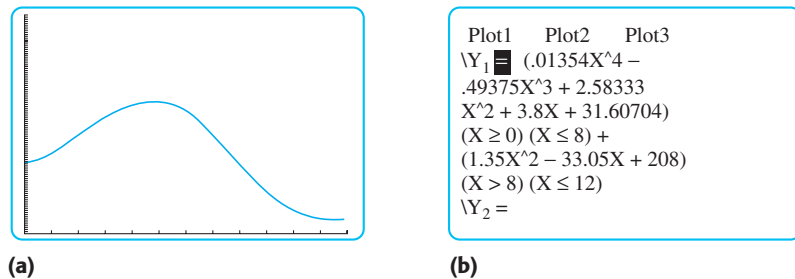 Plot1 Plot2 Plot3
\Y₁ = (.01354X^4 −
.49375X^3 + 2.58333
X^2 + 3.8X + 31.60704)
(X ≥ 0) (X ≤ 8) +
(1.35X^2 − 33.05X + 208)
(X > 8) (X ≤ 12)
\Y₂ =
(a)
(b)